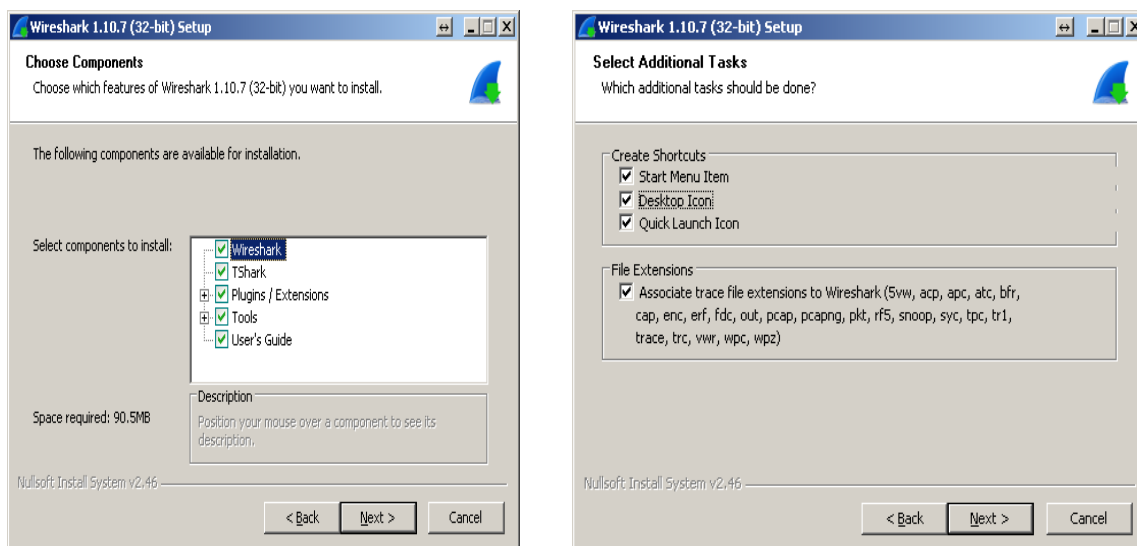 Wireshark 1.10.7 (32-bit) Setup
Choose Components
Choose which features of Wireshark 1.10.7 (32-bit) you want to install.
The following components are available for installation.
Select components to install:
Wireshark
TShark
Plugins / Extensions
Tools
User's Guide
Space required: 90.5MB
Description
Position your mouse over a component to see its
description.
Nullsoft Install System v2.46
< Back
Next >
Cancel
Wireshark 1.10.7 (32-bit) Setup
Select Additional Tasks
Which additional tasks should be done?
Create Shortcuts
Start Menu Item
Desktop Icon
Quick Launch Icon
File Extensions
Associate trace file extensions to Wireshark (5vw, acp, apc, atc, bfr,
cap, enc, erf, fdc, out, pcap, pcapng, pkt, rf5, snoop, syc, tpc, tr1,
trace, trc, vwr, wpc, wpz)
Nullsoft Install System v2.46
< Back
Next >
Cancel